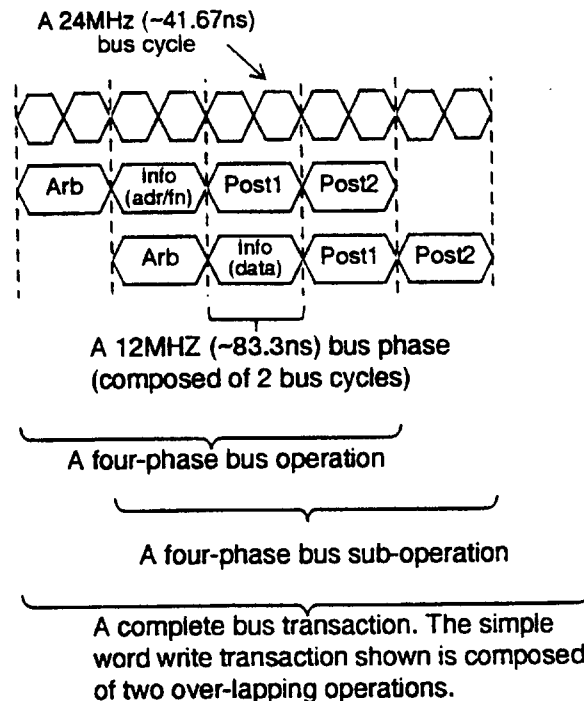 A 24MHz (~41.67ns)
bus cycle
Arb
Info
(adr/fn)
Post1
Post2
Arb
Info
(data)
Post1
Post2
A 12MHZ (~83.3ns) bus phase
(composed of 2 bus cycles)
A four-phase bus operation
A four-phase bus sub-operation
A complete bus transaction. The simple
word write transaction shown is composed
of two over-lapping operations.